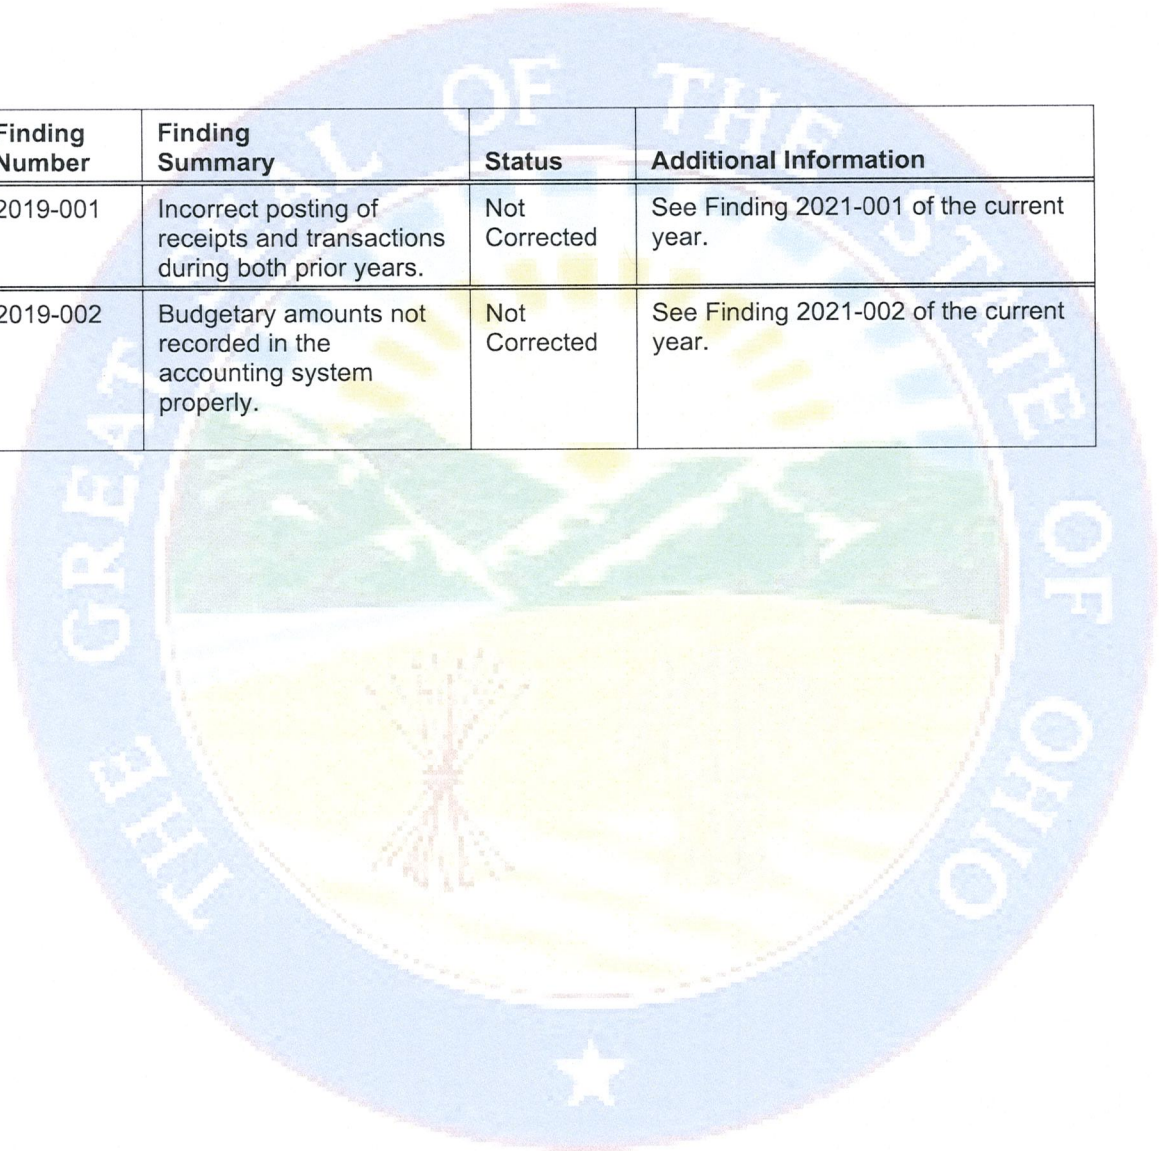 Finding Number
Finding Summary
Status
Additional Information
2019-001
Incorrect posting of
receipts and transactions
during both prior years.
Not
Corrected
See Finding 2021-001 of the current
year.
2019-002
Budgetary amounts not
recorded in the
accounting system
properly.
Not
Corrected
See Finding 2021-002 of the current
year.
THE GREAT SEAL OF THE STATE OF OHIO